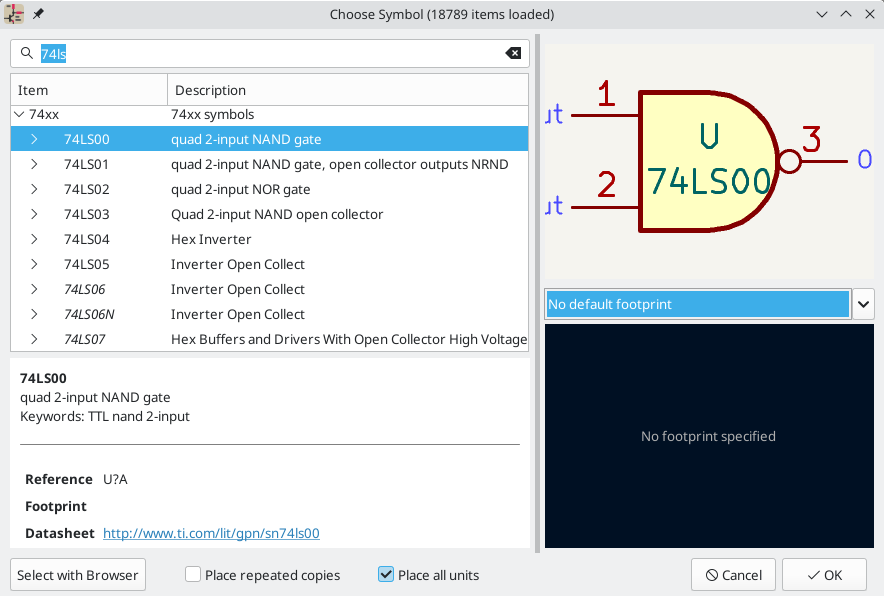 Choose Symbol (18789 items loaded)
74ls
Item Description
74xx 74xx symbols
74LS00 quad 2-input NAND gate
74LS01 quad 2-input NAND gate, open collector outputs NRND
74LS02 quad 2-input NOR gate
74LS03 Quad 2-input NAND open collector
74LS04 Hex Inverter
74LS05 Inverter Open Collect
74LS06 Inverter Open Collect
74LS06N Inverter Open Collect
74LS07 Hex Buffers and Drivers With Open Collector High Voltage
74LS00
quad 2-input NAND gate
Keywords: TTL nand 2-input
Reference U?A
Footprint
Datasheet http://www.ti.com/lit/gpn/sn74ls00
1
U
3
2
74LS00
No default footprint
No footprint specified
Select with Browser
Place repeated copies
Place all units
Cancel
OK